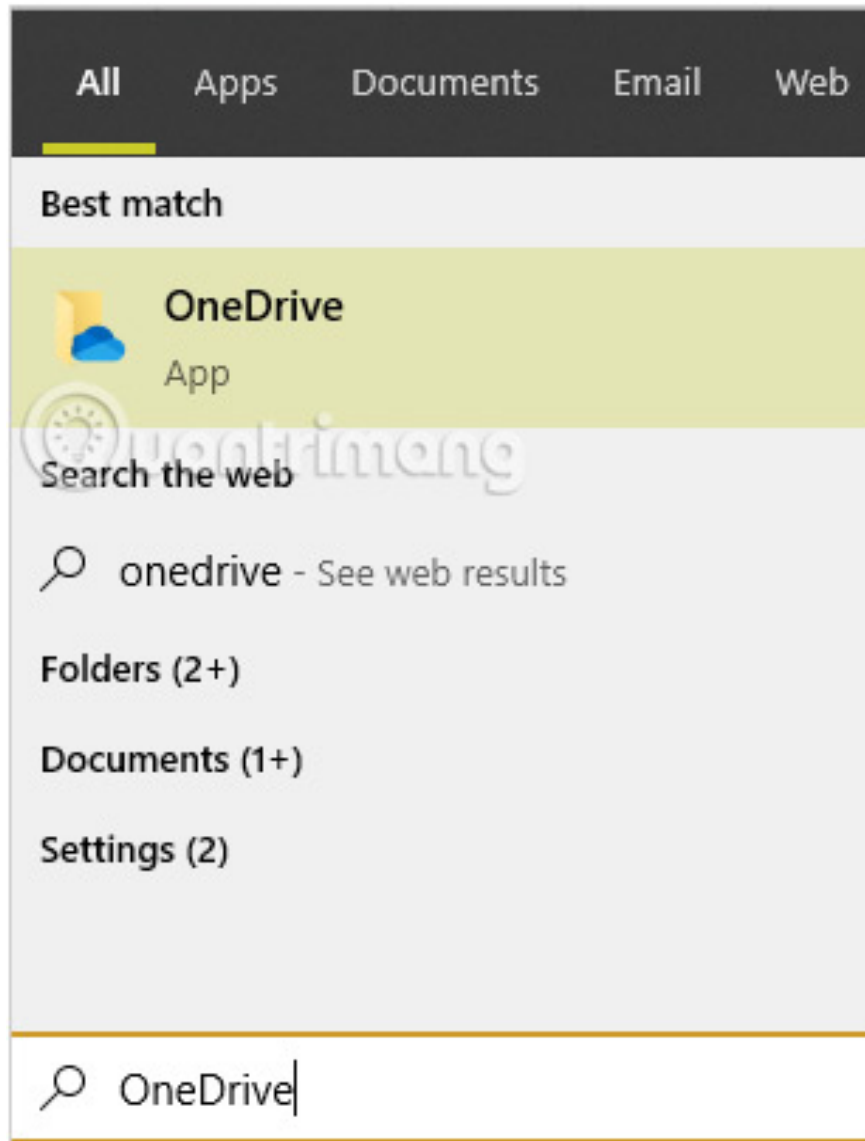 All Apps Documents Email Web
Best match
OneDrive
App
Quantrimang
Search the web
onedrive - See web results
Folders (2+)
Documents (1+)
Settings (2)
OneDrive